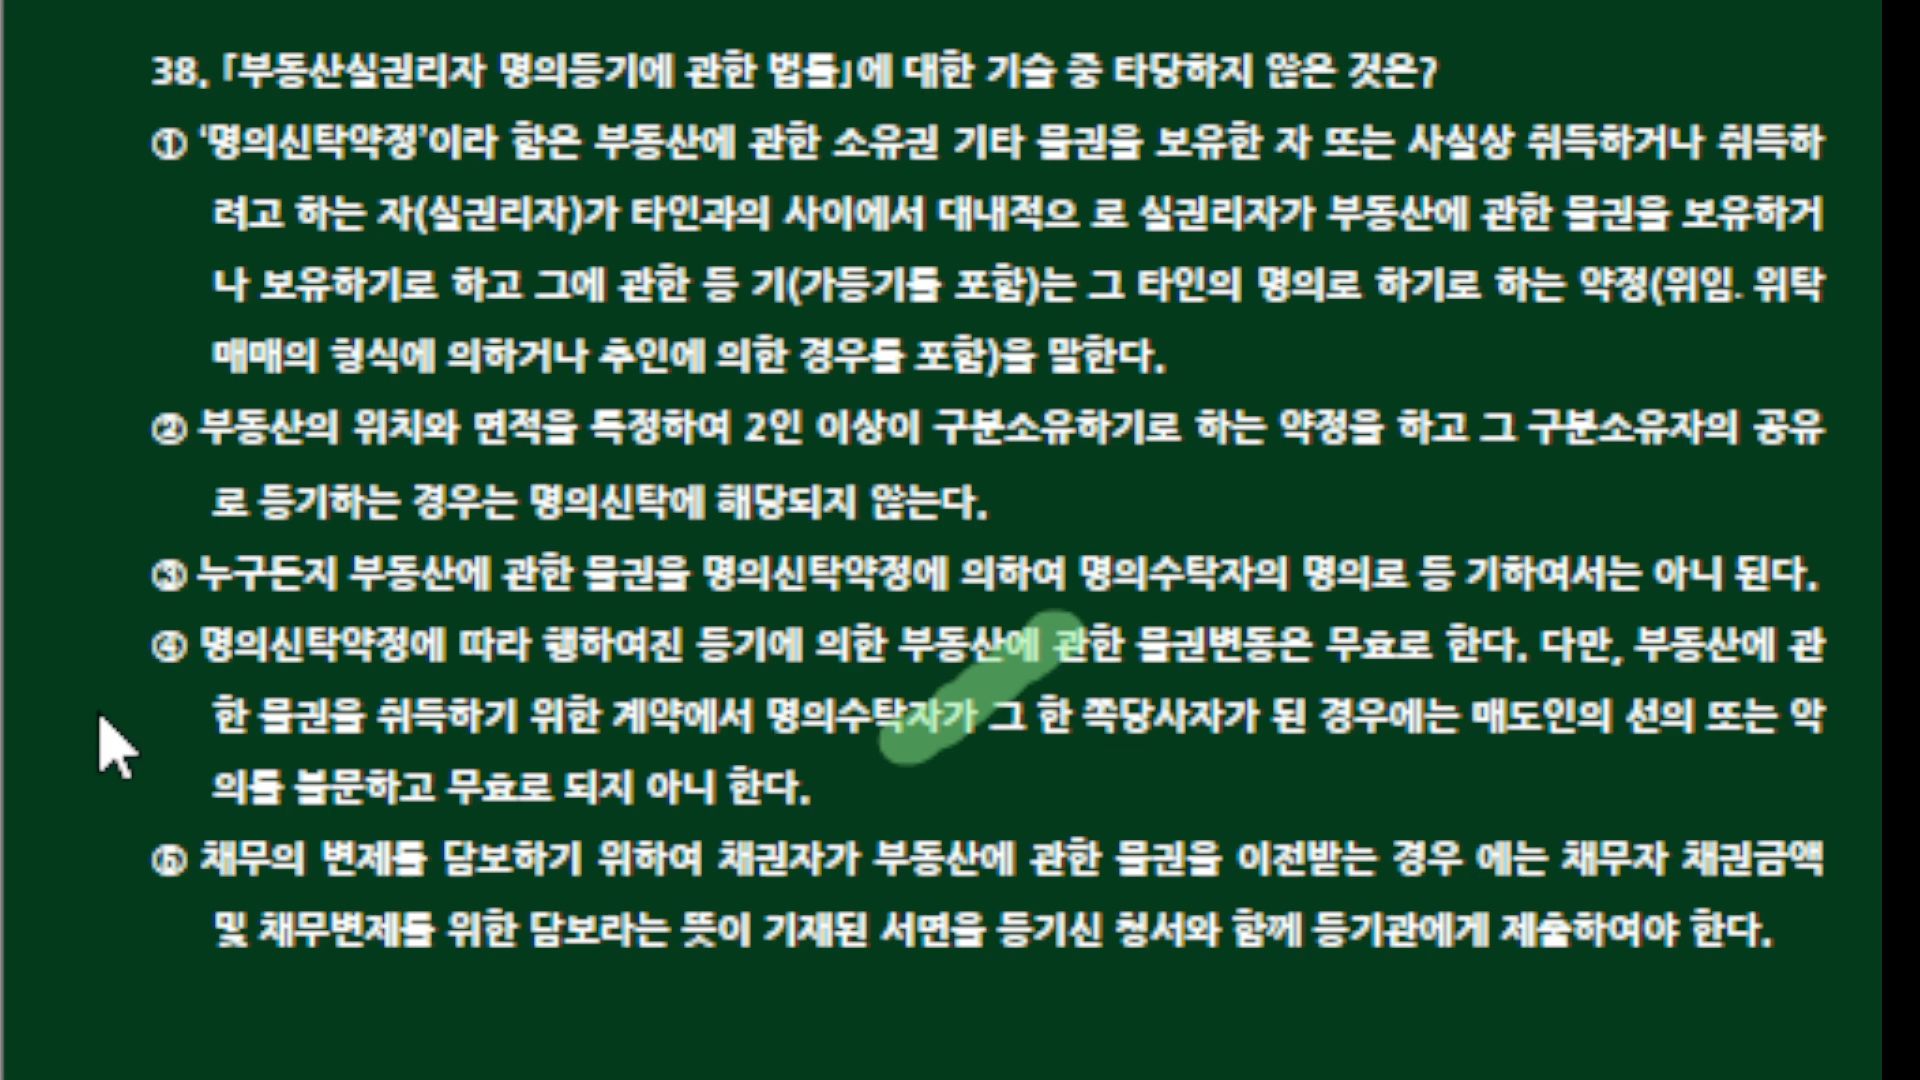 38. 「부동산실권리자 명의등기에 관한 법률」에 대한 기술 중 타당하지 않은 것은?
① '명의신탁약정'이라 함은 부동산에 관한 소유권 기타 물권을 보유한 자 또는 사실상 취득하거나 취득하
려고 하는 자(실권리자)가 타인과의 사이에서 대내적으 로 실권리자가 부동산에 관한 물권을 보유하거
나 보유하기로 하고 그에 관한 등 기(가등기를 포함)는 그 타인의 명의로 하기로 하는 약정(위임. 위탁
매매의 형식에 의하거나 추인에 의한 경우를 포함)을 말한다.
② 부동산의 위치와 면적을 특정하여 2인 이상이 구분소유하기로 하는 약정을 하고 그 구분소유자의 공유
로 등기하는 경우는 명의신탁에 해당되지 않는다.
③ 누구든지 부동산에 관한 물권을 명의신탁약정에 의하여 명의수탁자의 명의로 등 기하여서는 아니 된다.
④ 명의신탁약정에 따라 행하여진 등기에 의한 부동산에 관한 물권변동은 무효로 한다. 다만, 부동산에 관
한 물권을 취득하기 위한 계약에서 명의수탁자가 그 한 쪽당사자가 된 경우에는 매도인의 선의 또는 악
의를 불문하고 무효로 되지 아니 한다.
⑤ 채무의 변제를 담보하기 위하여 채권자가 부동산에 관한 물권을 이전받는 경우 에는 채무자 채권금액
및 채무변제를 위한 담보라는 뜻이 기재된 서면을 등기신 청서와 함께 등기관에게 제출하여야 한다.